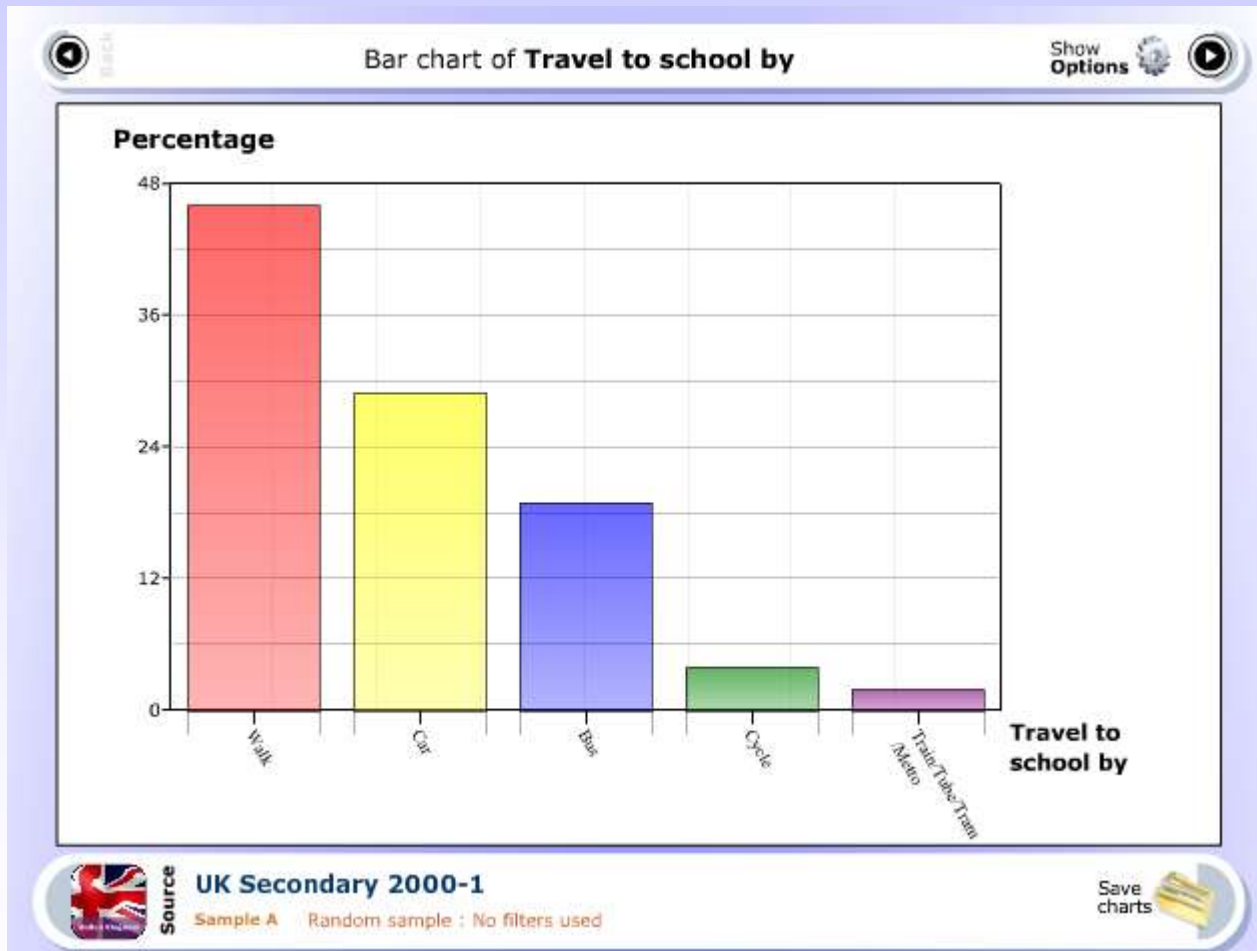 Back
Bar chart of Travel to school by
Show
Options
Percentage
48
36
24
12
0
Walk
Car
Bus
Cycle
Train/Tube/Tram
/Metro
Travel to
school by
Source
UK Secondary 2000-1
Sample A Random sample : No filters used
Save
charts